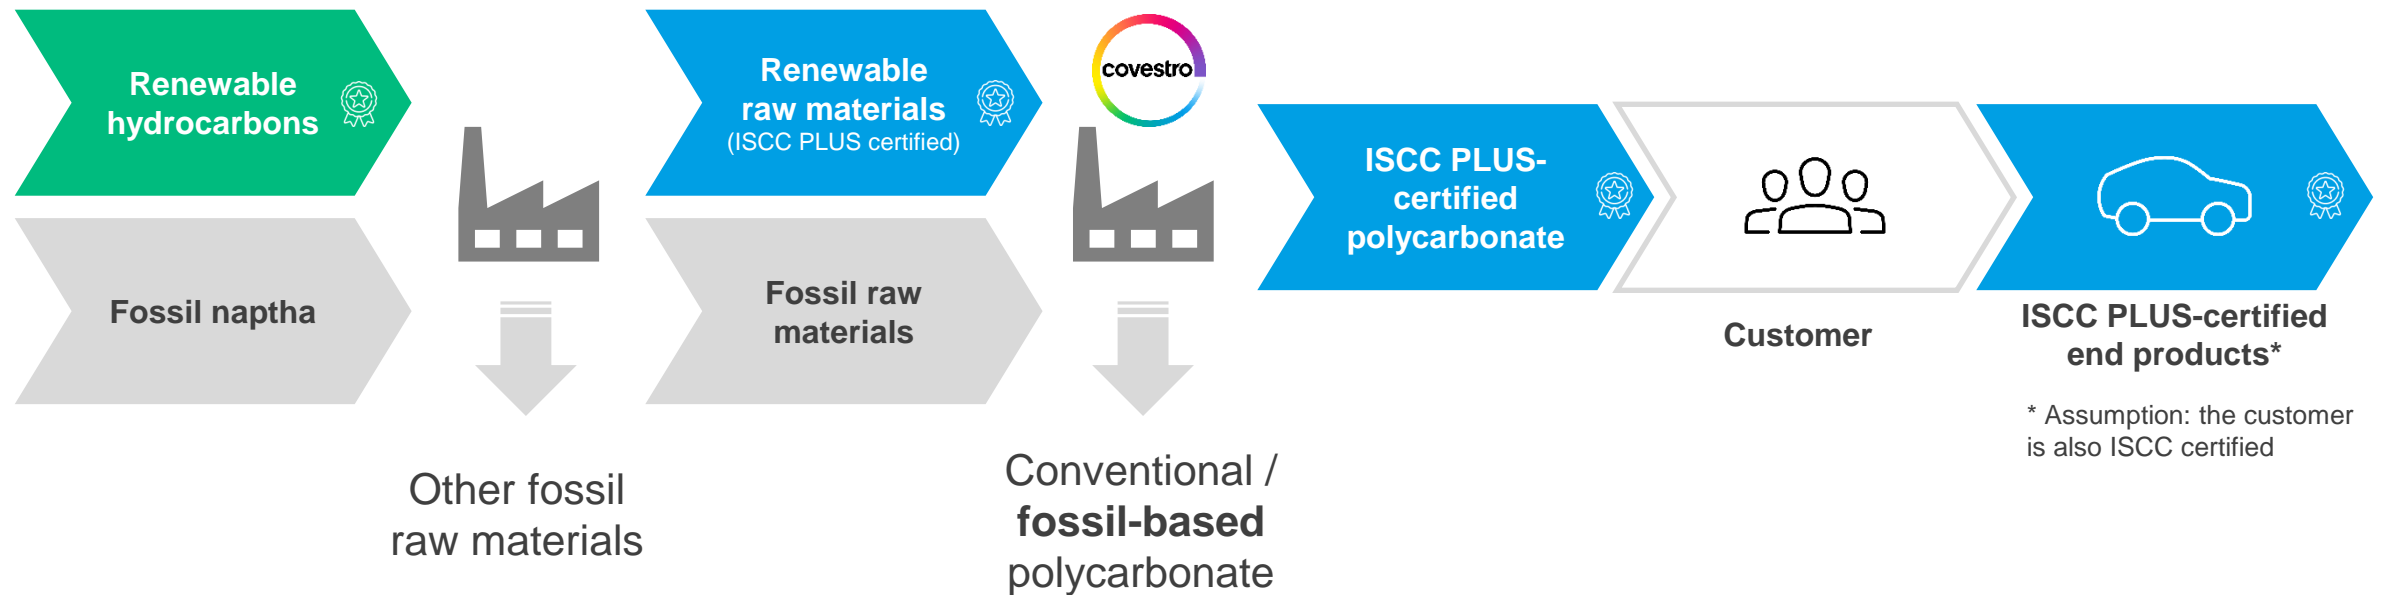 Renewable
hydrocarbons
Fossil naptha
Other fossil
raw materials
Renewable
raw materials
(ISCC PLUS certified)
Fossil raw
materials
covestro
Conventional /
fossil-based
polycarbonate
ISCC PLUS-
certified
polycarbonate
Customer
ISCC PLUS-certified
end products*
* Assumption: the customer
is also ISCC certified